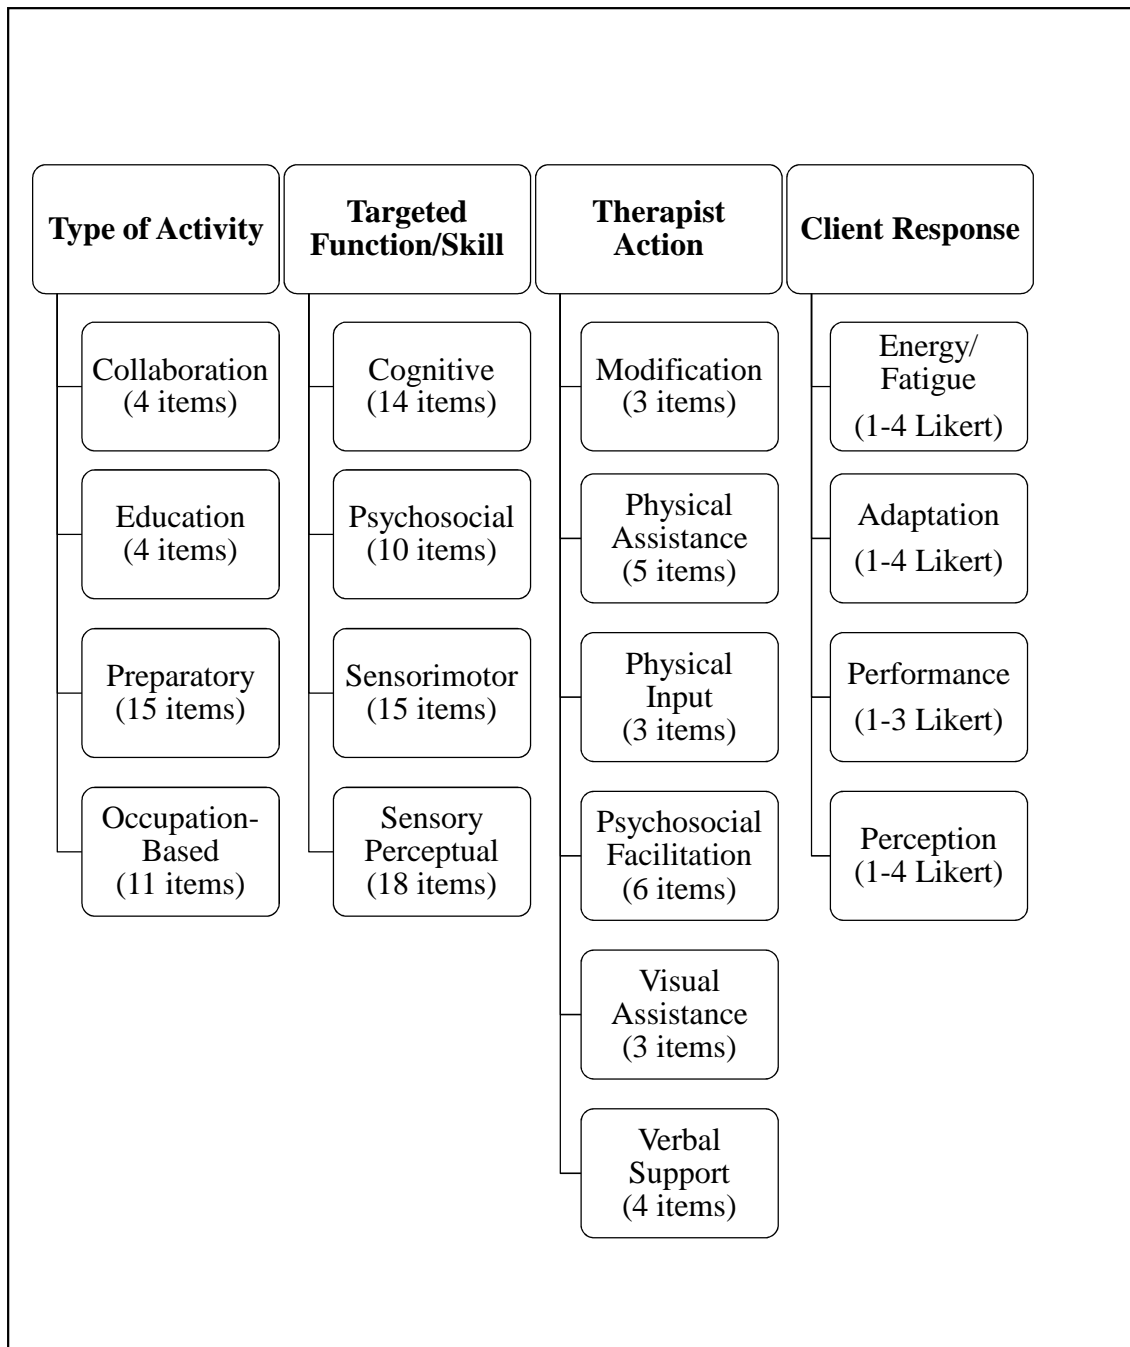 Type of Activity
Collaboration
(4 items)
Education
(4 items)
Preparatory
(15 items)
Occupation-
Based
(11 items)
Targeted
Function/Skill
Cognitive
(14 items)
Psychosocial
(10 items)
Sensorimotor
(15 items)
Sensory
Perceptual
(18 items)
Therapist
Action
Modification
(3 items)
Physical
Assistance
(5 items)
Physical
Input
(3 items)
Psychosocial
Facilitation
(6 items)
Visual
Assistance
(3 items)
Verbal
Support
(4 items)
Client Response
Energy/
Fatigue
(1-4 Likert)
Adaptation
(1-4 Likert)
Performance
(1-3 Likert)
Perception
(1-4 Likert)